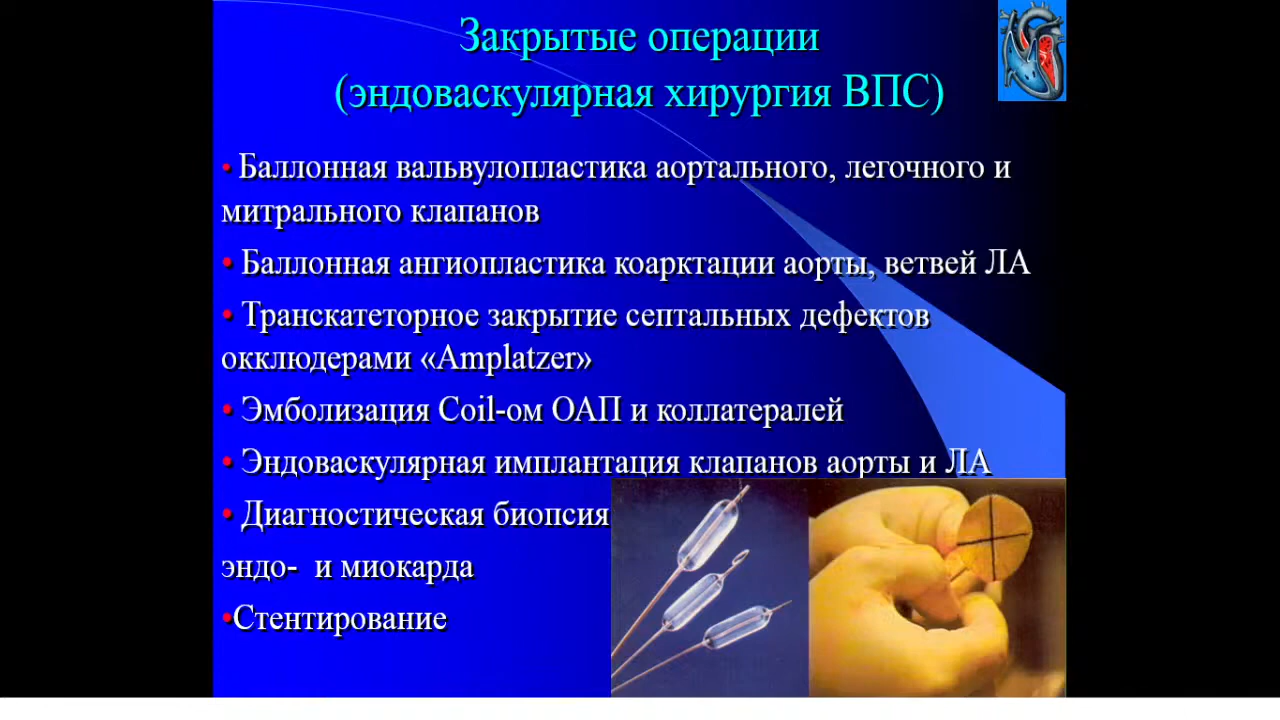 Закрытые операции
(эндоваскулярная хирургия ВПС)
• Баллонная вальвулопластика аортального, легочного и
митрального клапанов
• Баллонная ангиопластика коарктации аорты, ветвей ЛА
• Транскатеторное закрытие септальных дефектов
окклюдерами «Amplatzer»
• Эмболизация Coil-ом ОАП и коллатералей
• Эндоваскулярная имплантация клапанов аорты и ЛА
• Диагностическая биопсия
эндо- и миокарда
•Стентирование